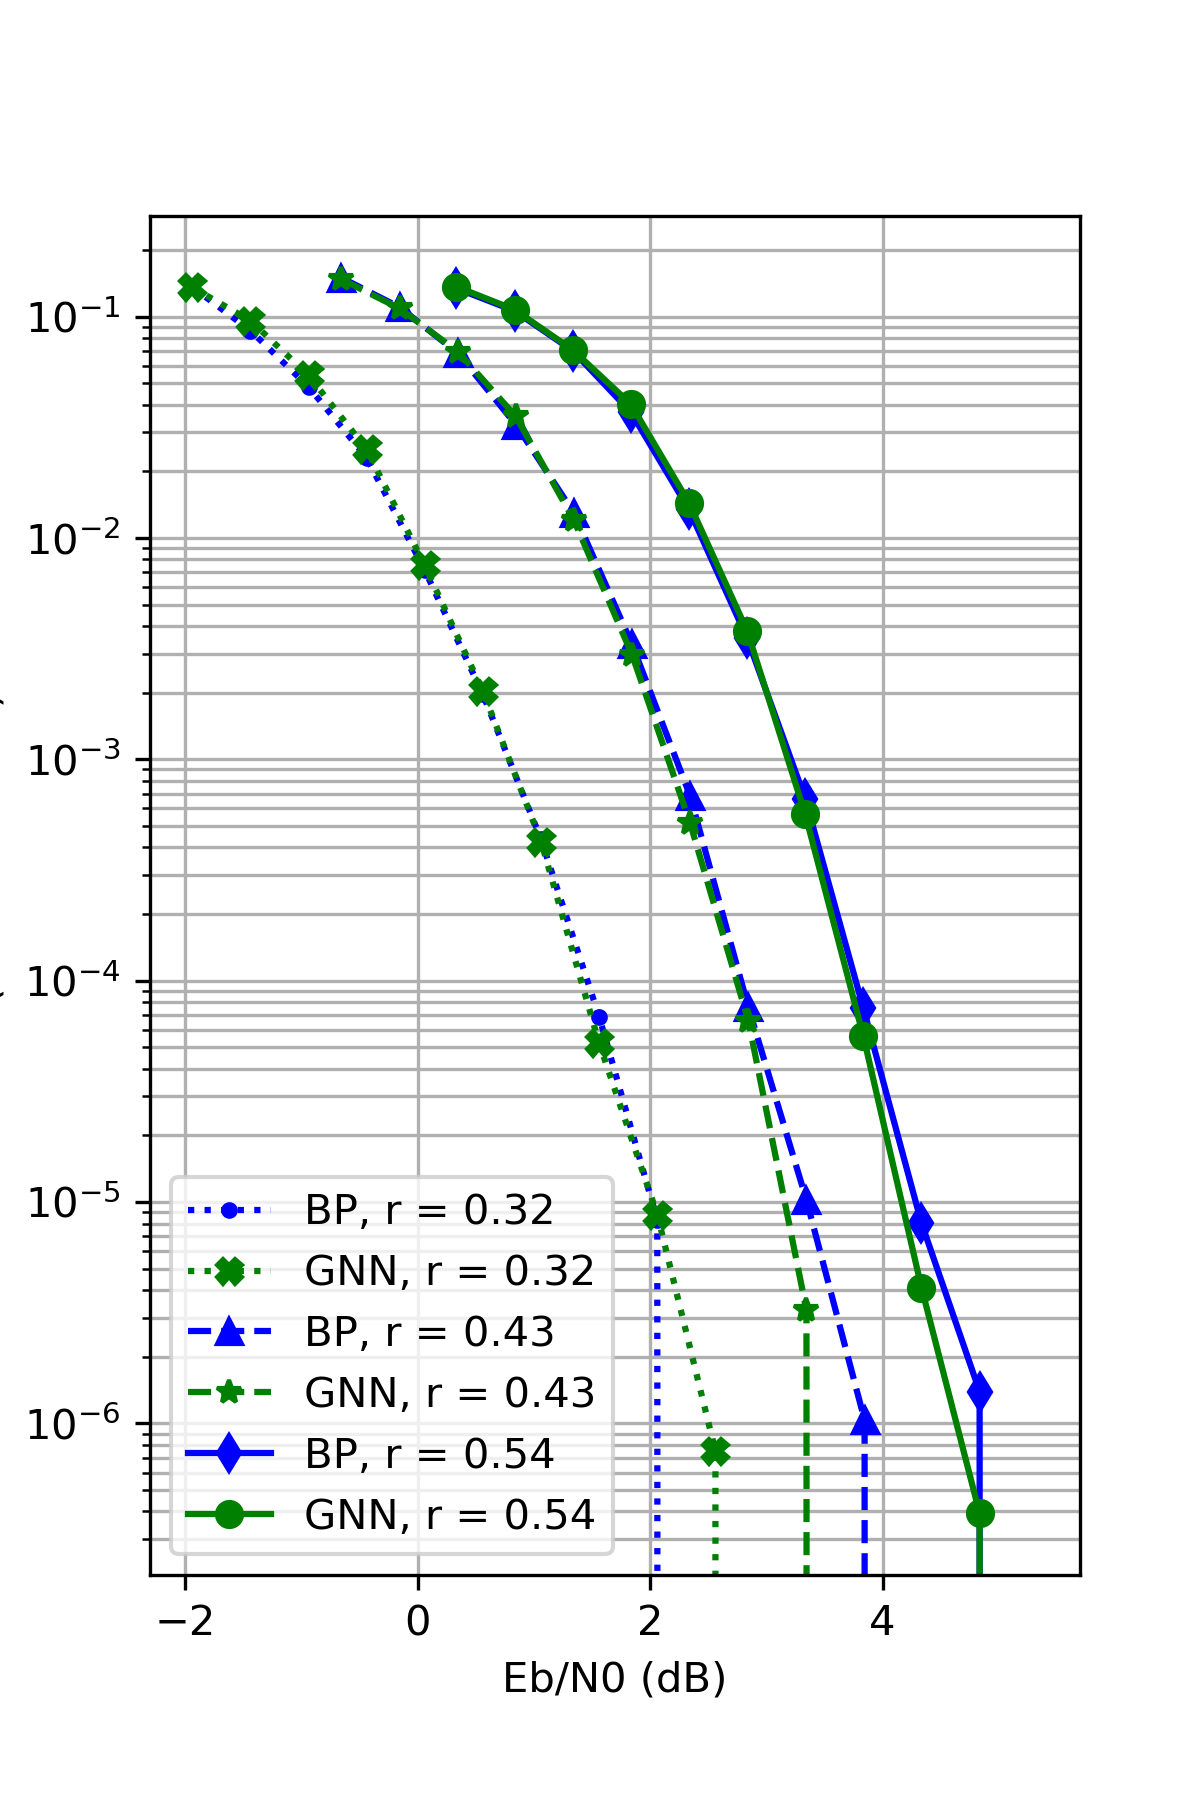 10⁻¹
10⁻²
10⁻³
10⁻⁴
10⁻⁵
10⁻⁶
BP, r = 0.32
GNN, r = 0.32
BP, r = 0.43
GNN, r = 0.43
BP, r = 0.54
GNN, r = 0.54
−2 0 2 4
Eb/N0 (dB)